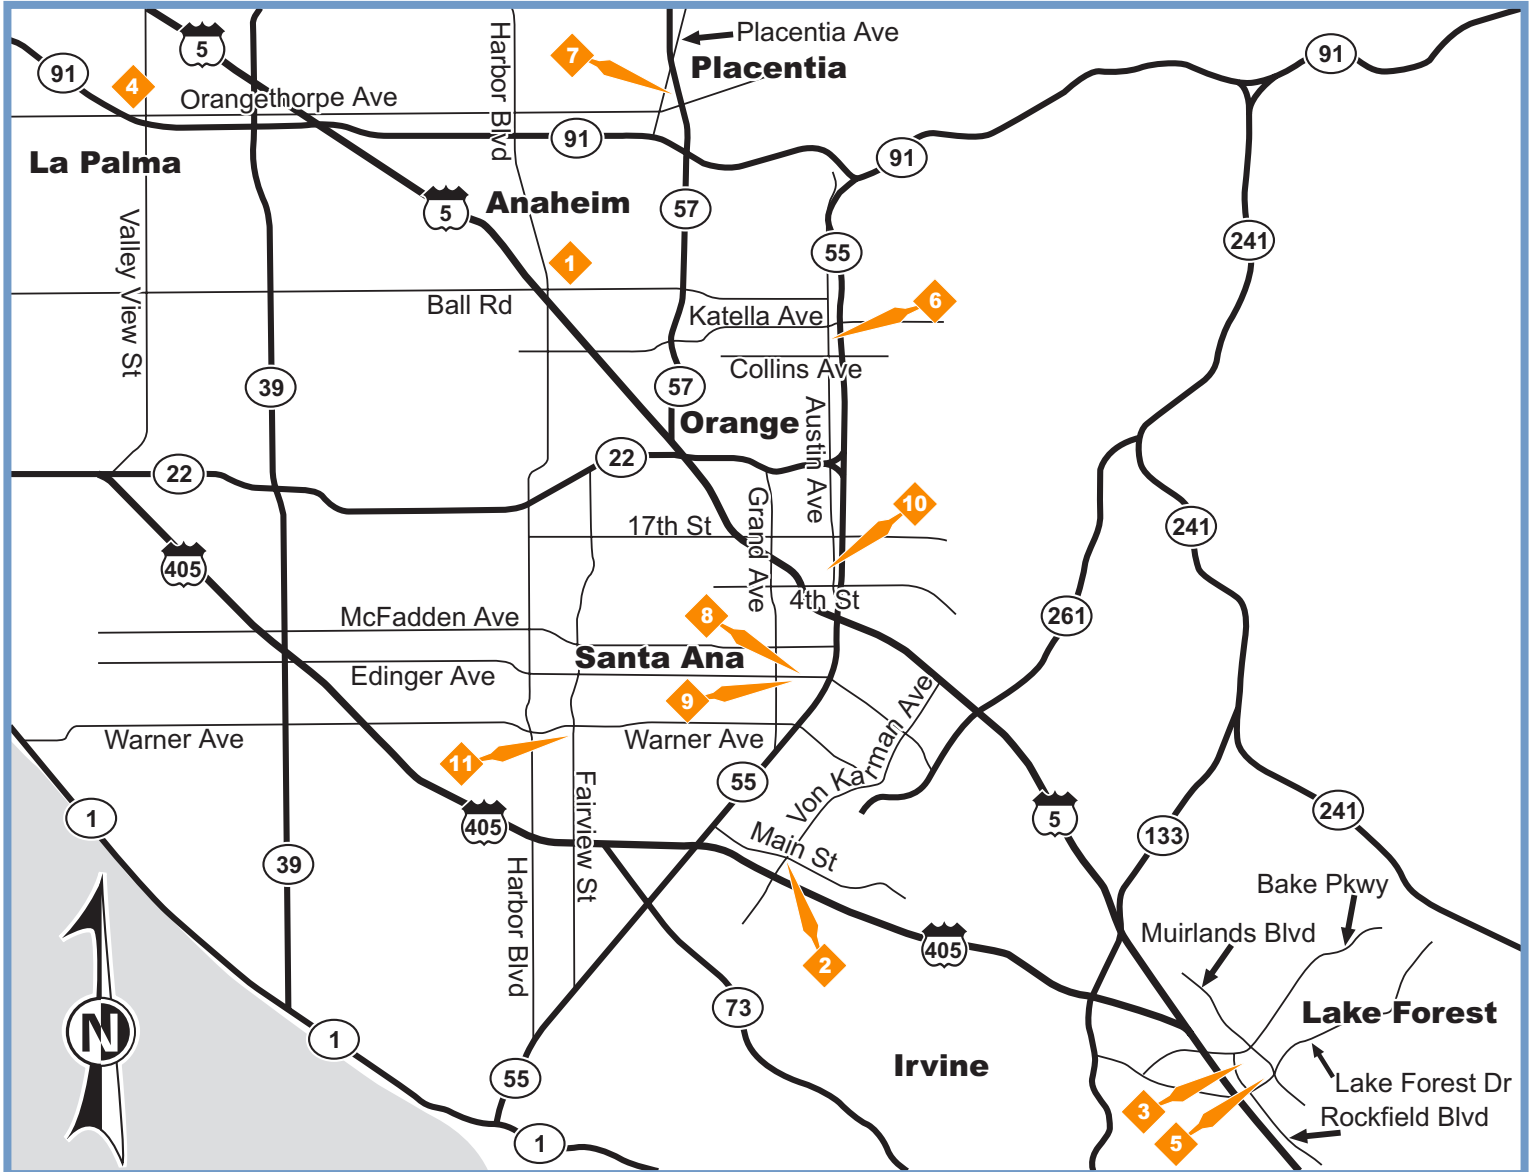 Placentia Ave
5
7
91
Placentia
91
4
Orangethorpe Ave
Harbor Blvd
91
91
La Palma
Anaheim
5
57
Valley View St
55
241
1
Ball Rd
6
Katella Ave
Collins Ave
39
57
Austin Ave
Orange
22
22
Grand Ave
10
17th St
241
405
4th St
McFadden Ave
8
261
Santa Ana
Edinger Ave
9
Von Karman Ave
Warner Ave
Warner Ave
11
55
Fairview St
1
405
5
241
133
Main St
39
Harbor Blvd
Bake Pkwy
Muirlands Blvd
405
2
73
Lake Forest
N
1
Irvine
55
Lake Forest Dr
3
Rockfield Blvd
5
1